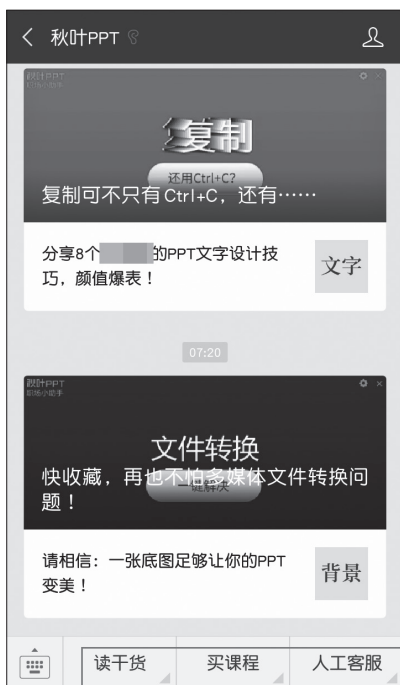 秋叶PPT
秋叶PPT
职场小助手
复制
还用Ctrl+C?
复制可不只有Ctrl+C，还有……
分享8个
的PPT文字设计技
巧，颜值爆表！
文字
07:20
秋叶PPT
职场小助手
文件转换
一键解决
快收藏，再也不怕多媒体文件转换问
题！
请相信：一张底图足够让你的PPT
变美！
背景
读干货
买课程
人工客服